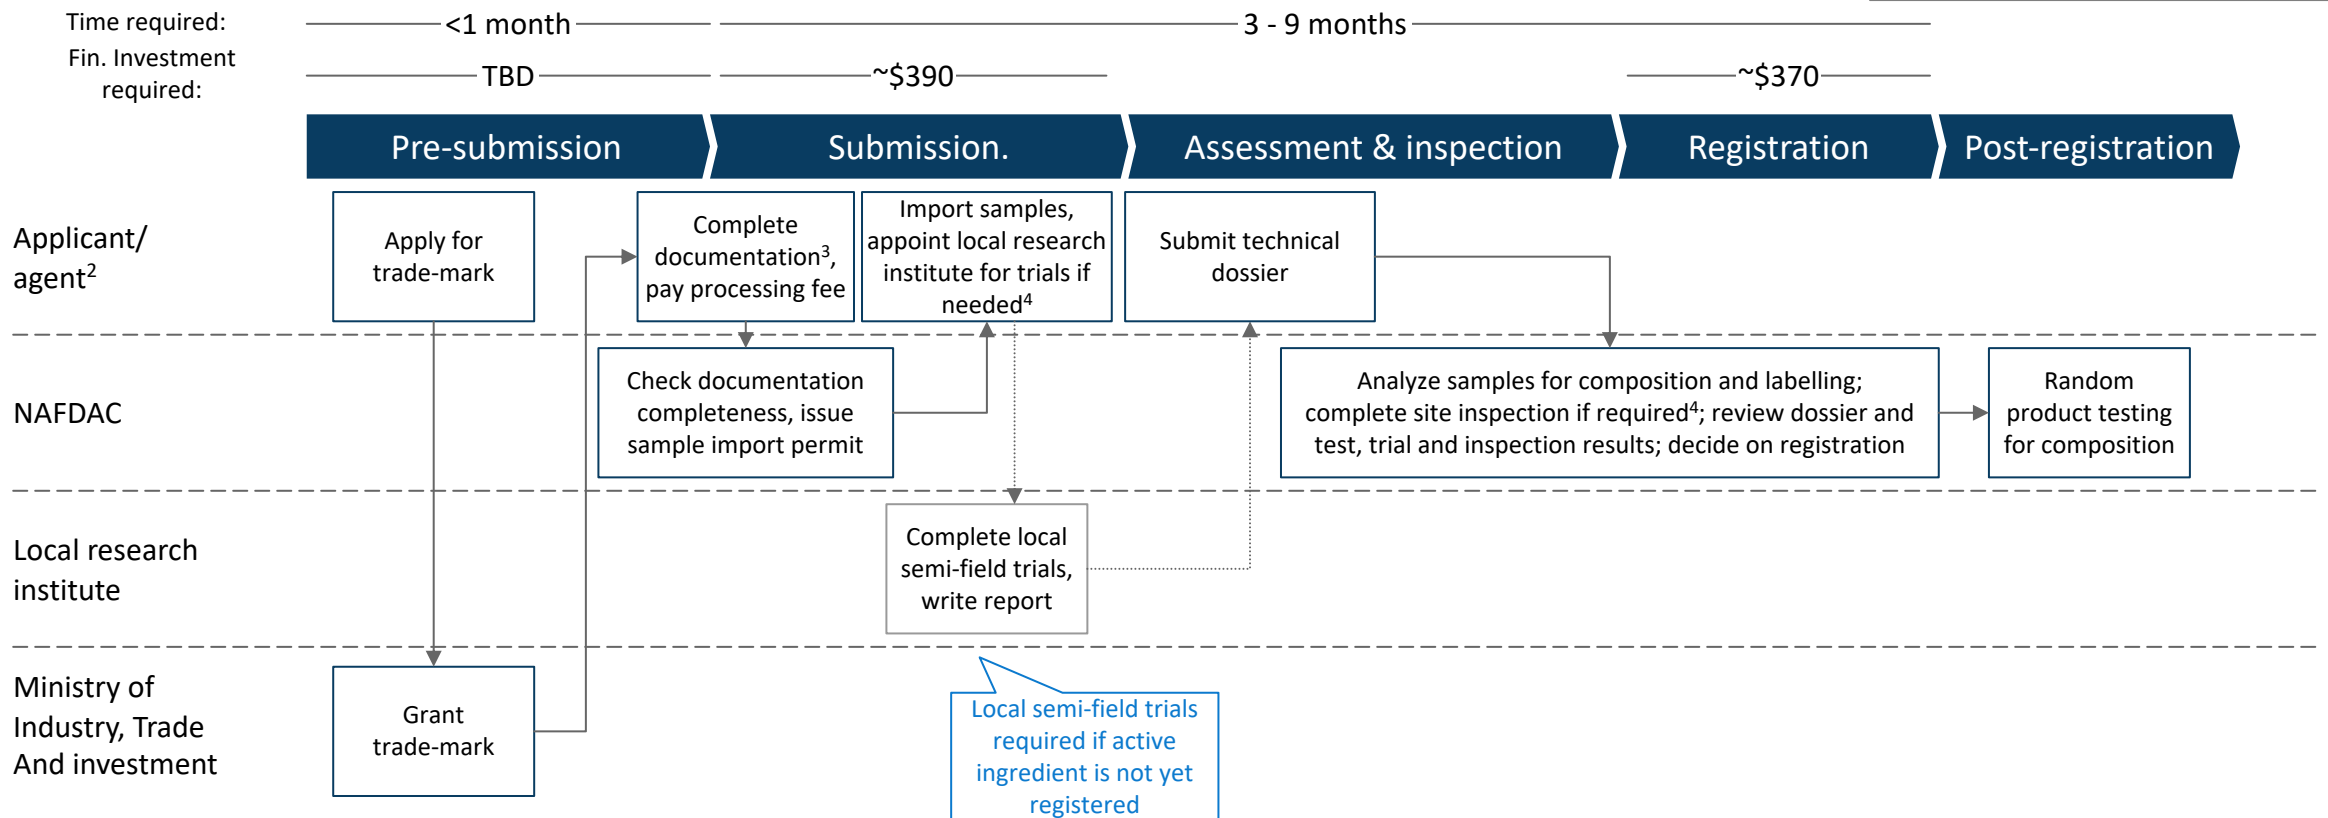 Time required:
<1 month
3 - 9 months
Fin. Investment
required:
TBD
~$390
~$370
Pre-submission
Submission.
Assessment & inspection
Registration
Post-registration
Applicant/
agent²
Apply for
trade-mark
Complete
documentation³,
pay processing fee
Import samples,
appoint local research
institute for trials if
needed⁴
Submit technical
dossier
NAFDAC
Check documentation
completeness, issue
sample import permit
Analyze samples for composition and labelling;
complete site inspection if required⁴; review dossier and
test, trial and inspection results; decide on registration
Random
product testing
for composition
Local research
institute
Complete local
semi-field trials,
write report
Ministry of
Industry, Trade
And investment
Grant
trade-mark
Local semi-field trials
required if active
ingredient is not yet
registered